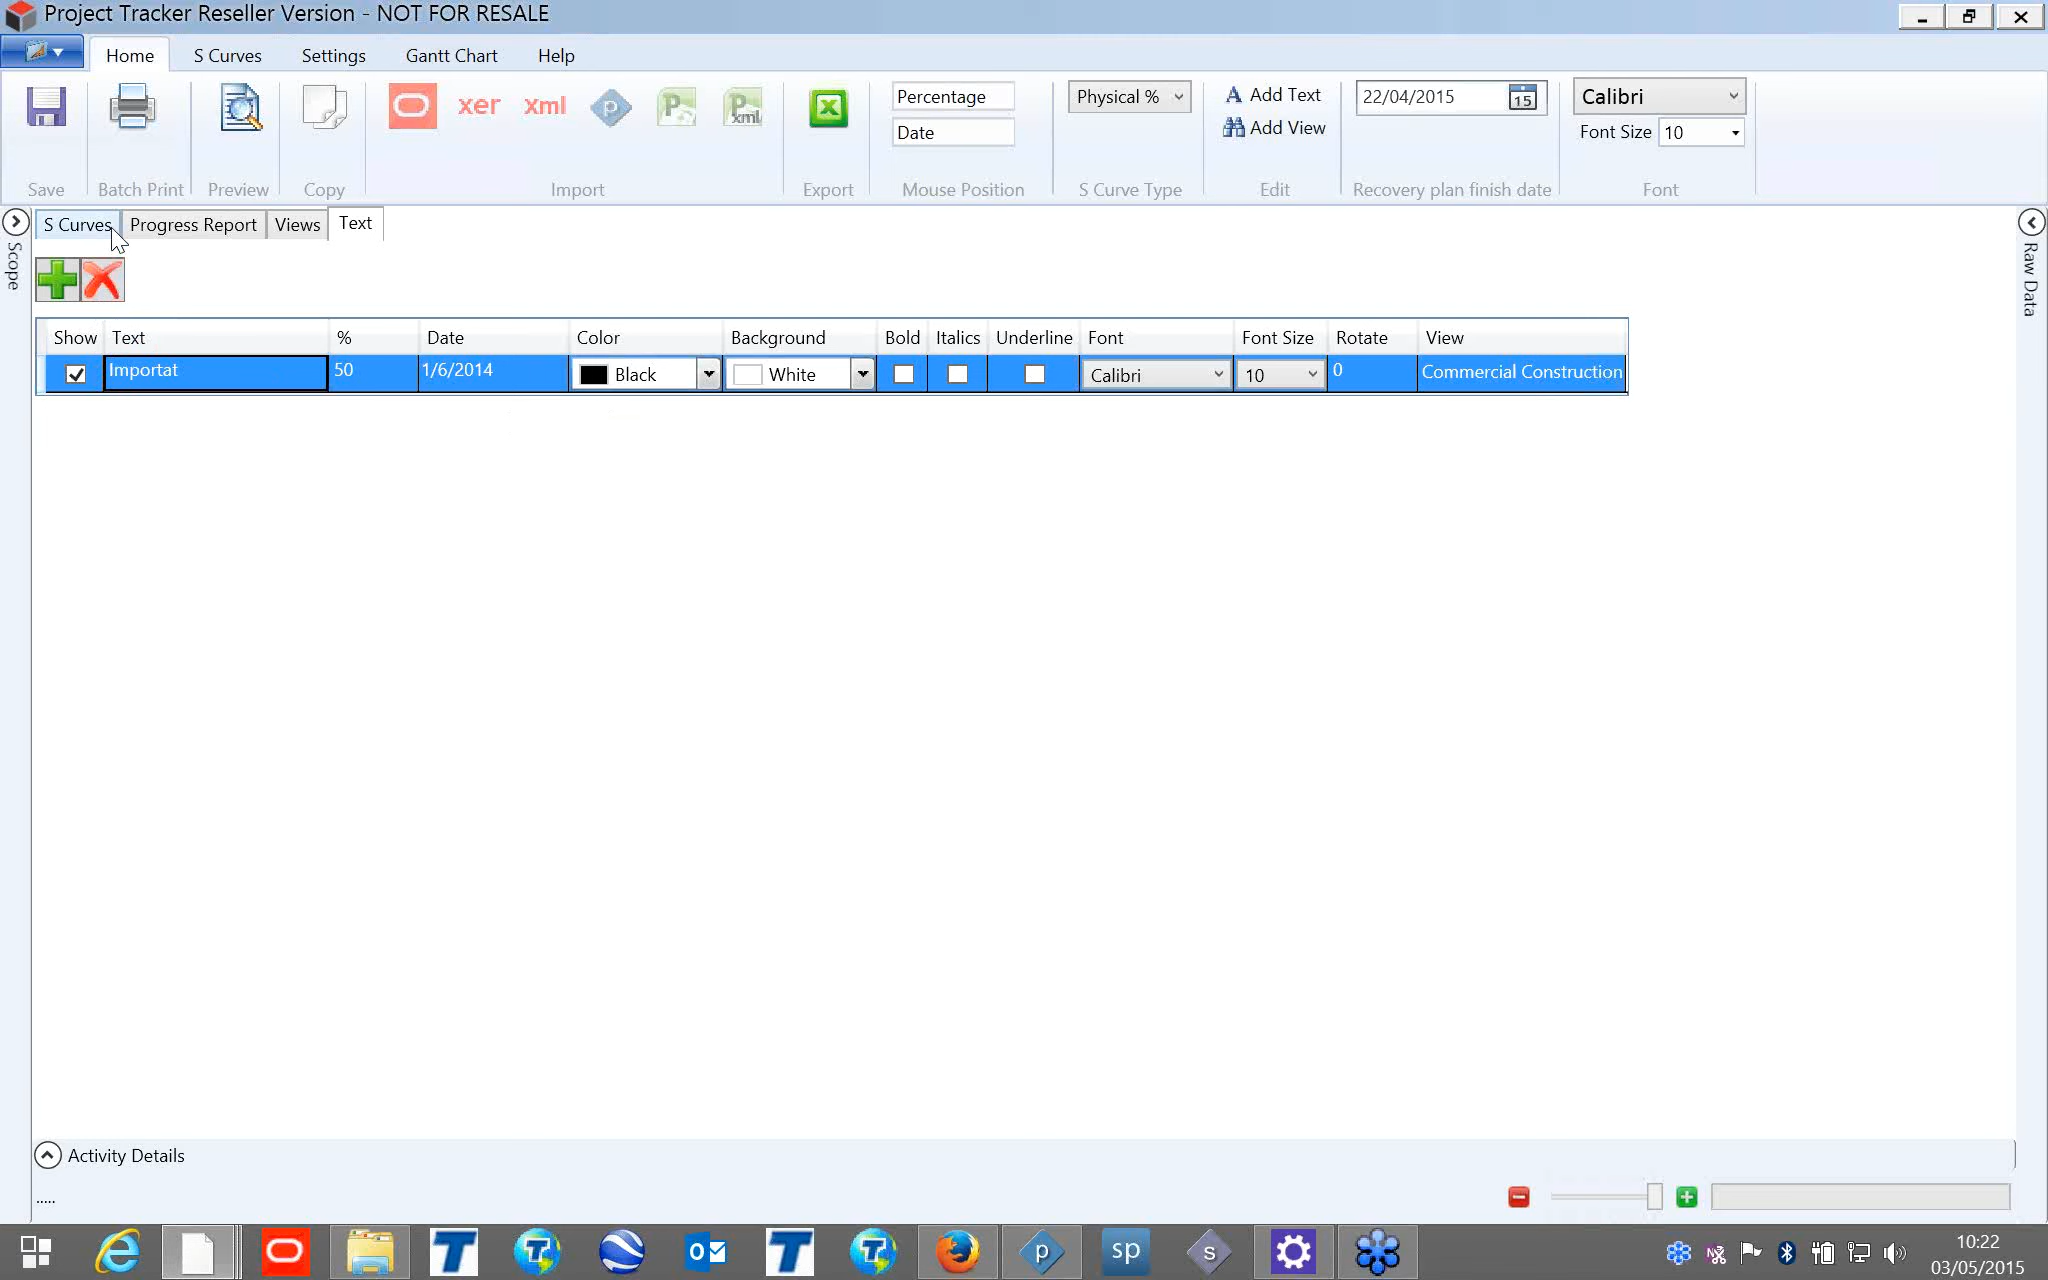 Project Tracker Reseller Version - NOT FOR RESALE
Home S Curves Settings Gantt Chart Help
xer xml P P xml X
Percentage
Date
Physical %
A Add Text
Add View
22/04/2015 15
Calibri
Font Size 10
Save Batch Print Preview Copy Import Export Mouse Position S Curve Type Edit Recovery plan finish date Font
S Curves Progress Report Views Text
Scope
Raw Data
Show Text % Date Color Background Bold Italics Underline Font Font Size Rotate View
Importat 50 1/6/2014 Black White Calibri 10 0 Commercial Construction
Activity Details
.....
T T o T T p sp s
10:22
03/05/2015